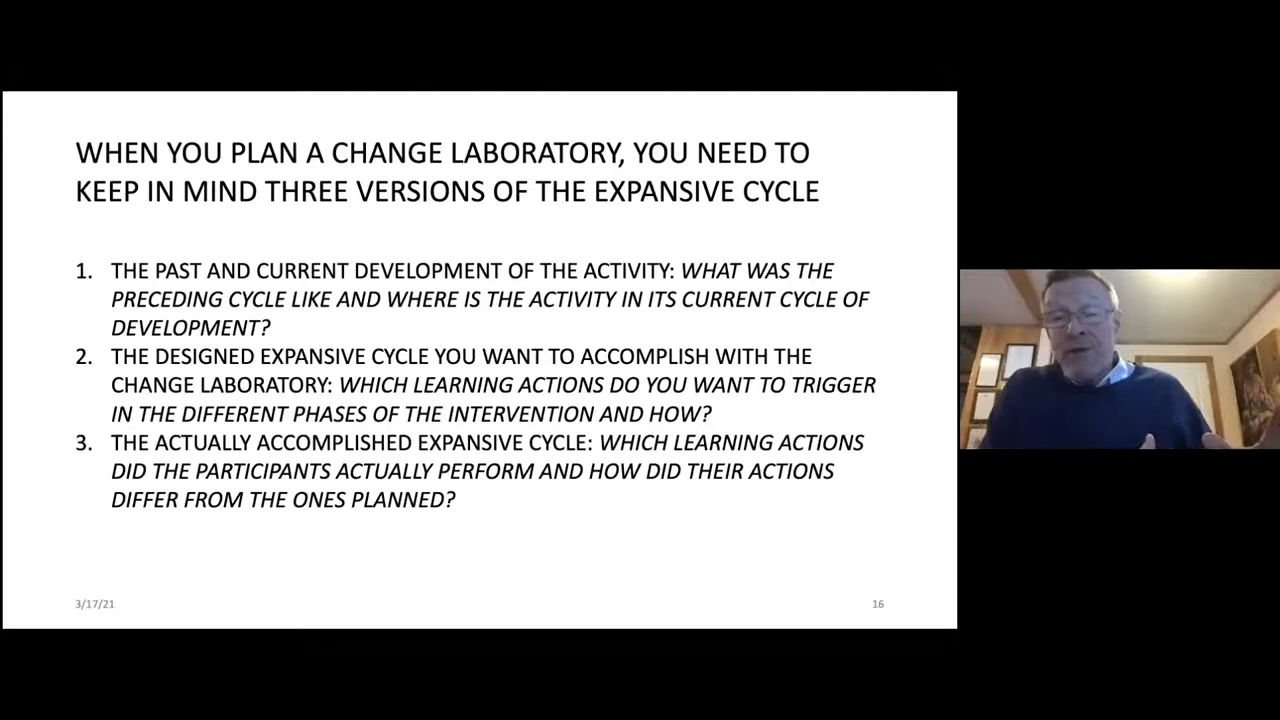 WHEN YOU PLAN A CHANGE LABORATORY, YOU NEED TO
KEEP IN MIND THREE VERSIONS OF THE EXPANSIVE CYCLE
1. THE PAST AND CURRENT DEVELOPMENT OF THE ACTIVITY: WHAT WAS THE
PRECEDING CYCLE LIKE AND WHERE IS THE ACTIVITY IN ITS CURRENT CYCLE OF
DEVELOPMENT?
2. THE DESIGNED EXPANSIVE CYCLE YOU WANT TO ACCOMPLISH WITH THE
CHANGE LABORATORY: WHICH LEARNING ACTIONS DO YOU WANT TO TRIGGER
IN THE DIFFERENT PHASES OF THE INTERVENTION AND HOW?
3. THE ACTUALLY ACCOMPLISHED EXPANSIVE CYCLE: WHICH LEARNING ACTIONS
DID THE PARTICIPANTS ACTUALLY PERFORM AND HOW DID THEIR ACTIONS
DIFFER FROM THE ONES PLANNED?
3/17/21
16